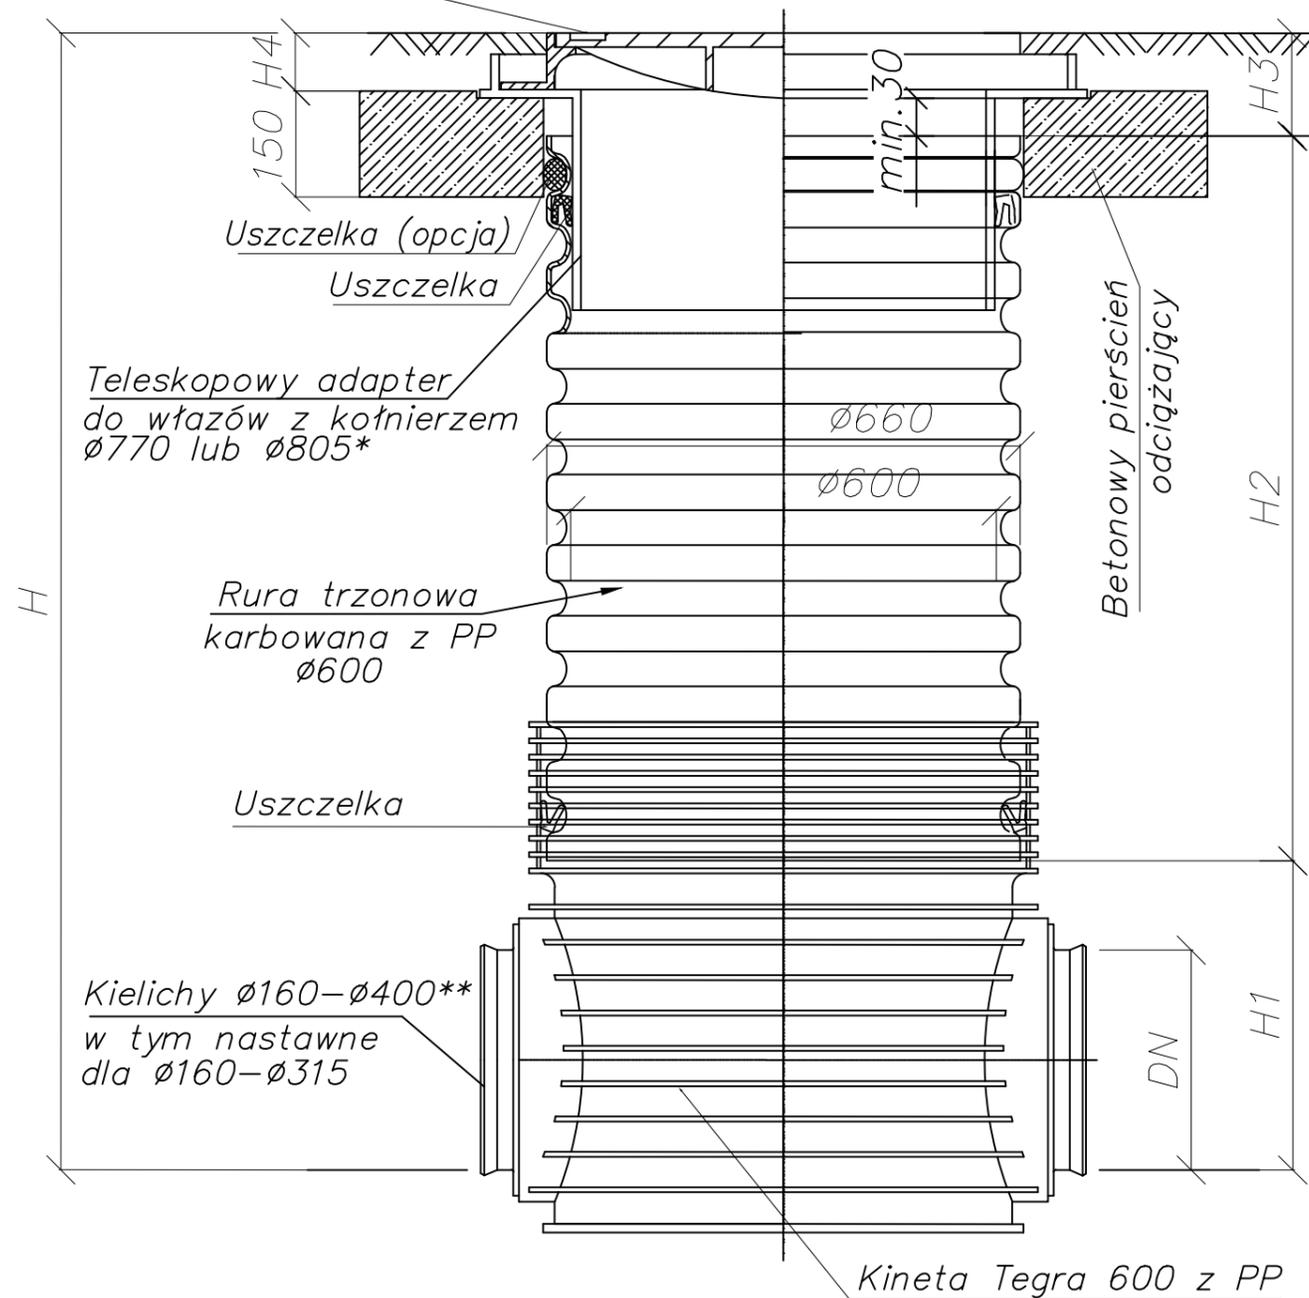 H4
150
min.30
H3
Uszczelka (opcja)
Uszczelka
Teleskopowy adapter
do włazów z kołnierzem
ø770 lub ø805*
ø660
ø600
Betonowy pierścień
odciążający
H2
H
Rura trzonowa
karbowana z PP
ø600
Uszczelka
Kielichy ø160-ø400**
w tym nastawne
dla ø160-ø315
DN
H1
Kineta Tegra 600 z PP